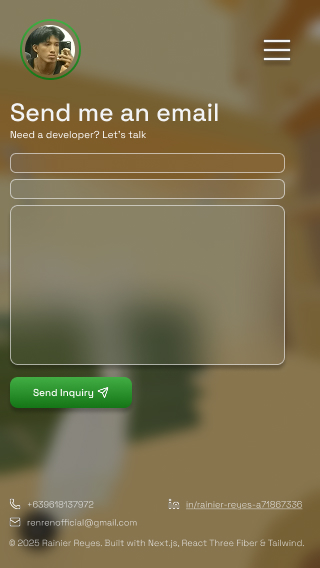 Send me an email
Need a developer? Let's talk
Send Inquiry
+639618137972
in/rainier-reyes-a71867336
renrenofficial@gmail.com
© 2025 Rainier Reyes. Built with Next.js, React Three Fiber & Tailwind.